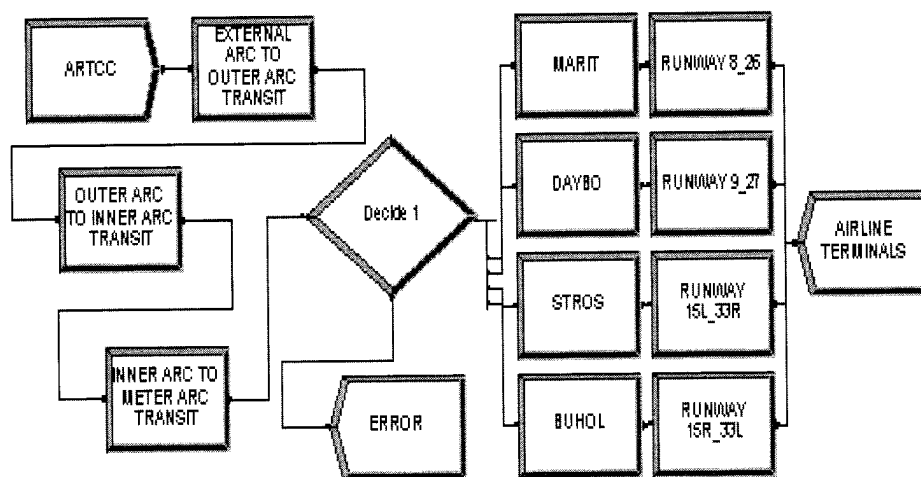 ARTCC
EXTERNAL
ARC TO
OUTER ARC
TRANSIT
OUTER ARC
TO INNER ARC
TRANSIT
INNER ARC TO
METER ARC
TRANSIT
Decide 1
ERROR
MARIT
RUNWAY 8_26
DAYBO
RUNWAY 9_27
STROS
RUNWAY
15L_33R
BUHOL
RUNWAY
15R_33L
AIRLINE
TERMINALS